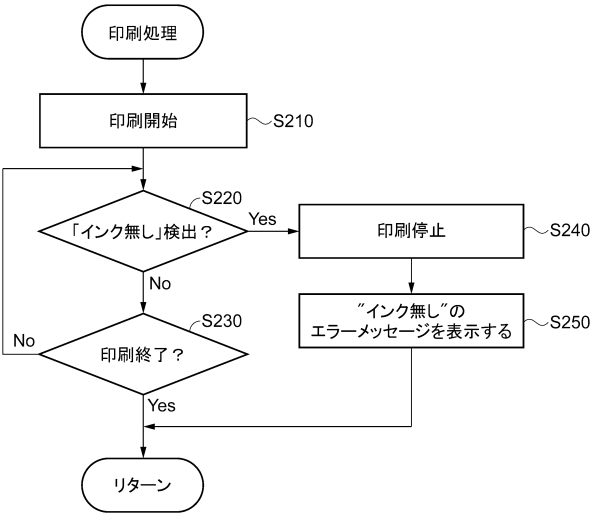 印刷処理
印刷開始
S210
S220
「インク無し」検出？
Yes
印刷停止
S240
No
"インク無し"の
エラーメッセージを表示する
S250
S230
No
印刷終了？
Yes
リターン